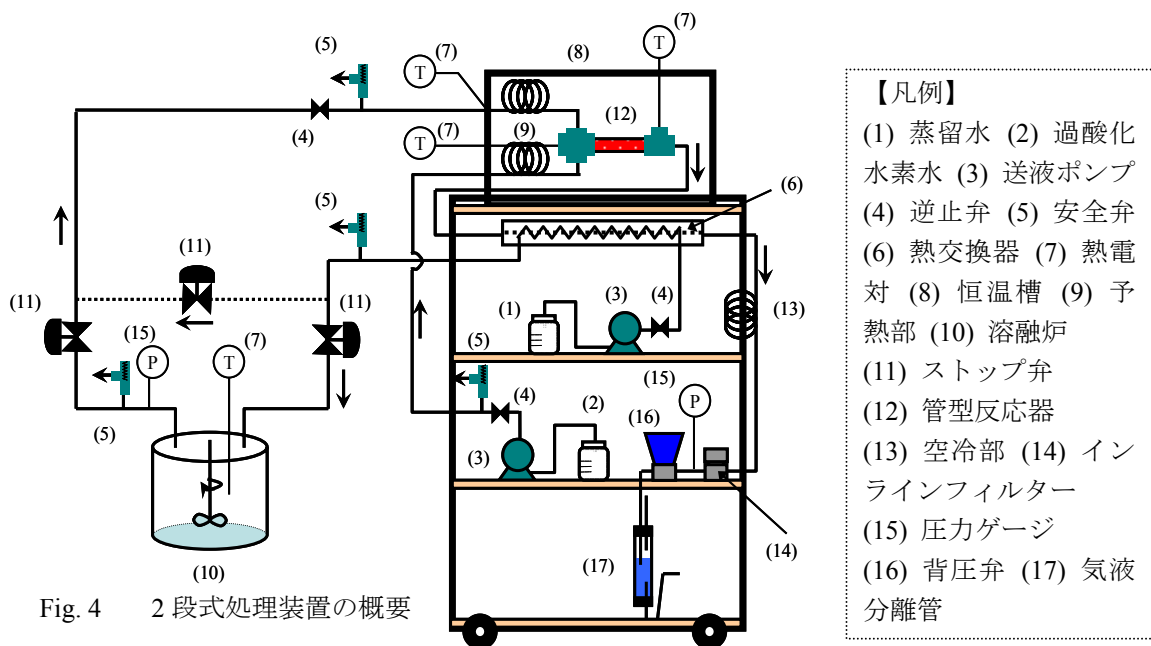 (5)
(7)
T
(8)
(7)
T
(4)
(7)
T
(9)
(12)
(5)
(6)
(11)
(11)
(11)
(15)
(7)
P
T
(5)
(10)
(1)
(3)
(4)
(13)
(5)
(4)
(2)
(3)
(15)
P
(16)
(14)
(17)
Fig. 4 2段式処理装置の概要
【凡例】
(1) 蒸留水 (2) 過酸化
水素水 (3) 送液ポンプ
(4) 逆止弁 (5) 安全弁
(6) 熱交換器 (7) 熱電
対 (8) 恒温槽 (9) 予
熱部 (10) 溶融炉
(11) ストップ弁
(12) 管型反応器
(13) 空冷部 (14) イン
ラインフィルター
(15) 圧力ゲージ
(16) 背圧弁 (17) 気液
分離管